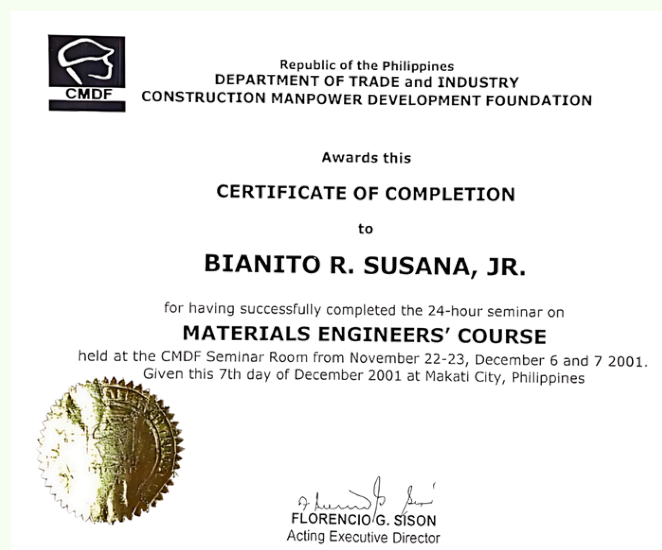 CMDF
Republic of the Philippines
DEPARTMENT OF TRADE and INDUSTRY
CONSTRUCTION MANPOWER DEVELOPMENT FOUNDATION
Awards this
CERTIFICATE OF COMPLETION
to
BIANITO R. SUSANA, JR.
for having successfully completed the 24-hour seminar on
MATERIALS ENGINEERS' COURSE
held at the CMDF Seminar Room from November 22-23, December 6 and 7 2001.
Given this 7th day of December 2001 at Makati City, Philippines
FLORENCIO G. SISON
Acting Executive Director